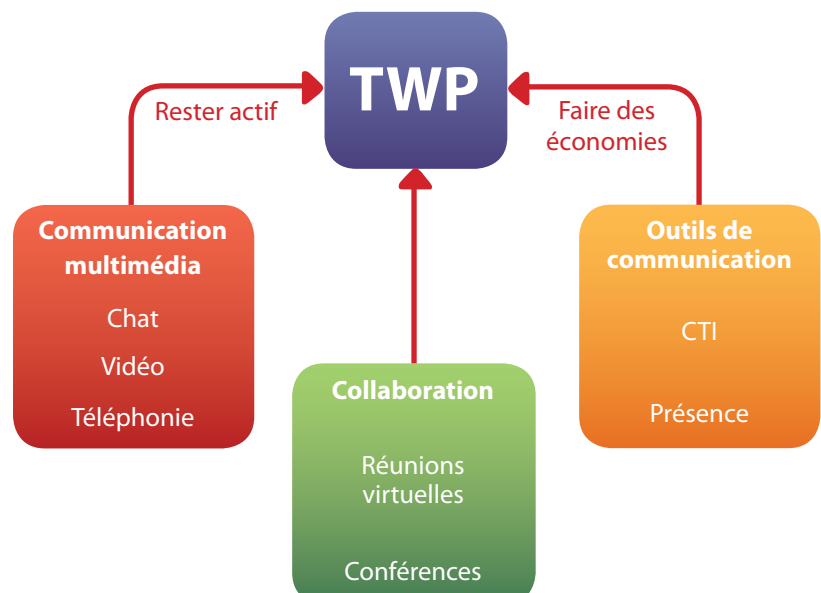 TWP
Rester actif
Faire des
économies
Communication
multimédia
Chat
Vidéo
Téléphonie
Collaboration
Réunions
virtuelles
Conférences
Outils de
communication
CTI
Présence